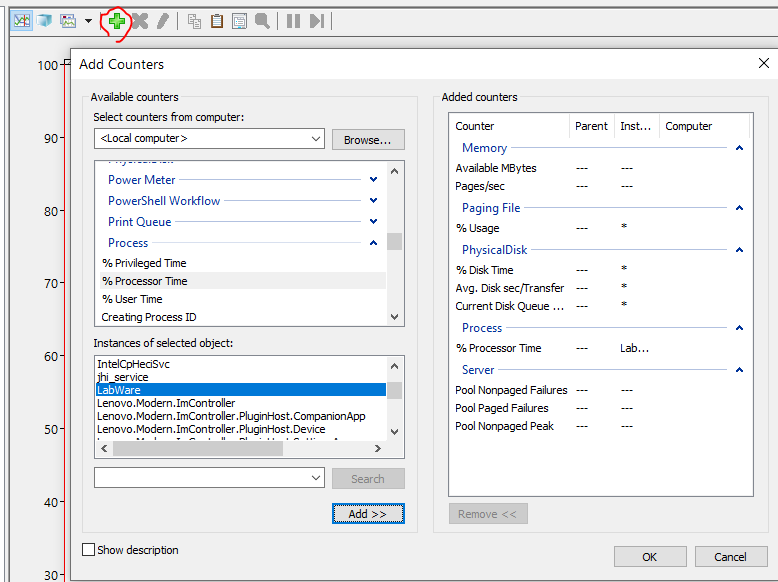 100
90
80
70
60
50
40
30
Add Counters
Available counters
Select counters from computer:
<Local computer>
Browse...
Power Meter
PowerShell Workflow
Print Queue
Process
% Privileged Time
% Processor Time
% User Time
Creating Process ID
Instances of selected object:
IntelCpHeciSvc
jhi_service
LabWare
Lenovo.Modern.ImController
Lenovo.Modern.ImController.PluginHost.CompanionApp
Lenovo.Modern.ImController.PluginHost.Device
Search
Add >>
Show description
Added counters
Counter Parent Inst... Computer
Memory
Available MBytes --- ---
Pages/sec --- ---
Paging File
% Usage --- *
PhysicalDisk
% Disk Time --- *
Avg. Disk sec/Transfer --- *
Current Disk Queue ... --- *
Process
% Processor Time --- Lab...
Server
Pool Nonpaged Failures --- ---
Pool Paged Failures --- ---
Pool Nonpaged Peak --- ---
Remove <<
OK
Cancel